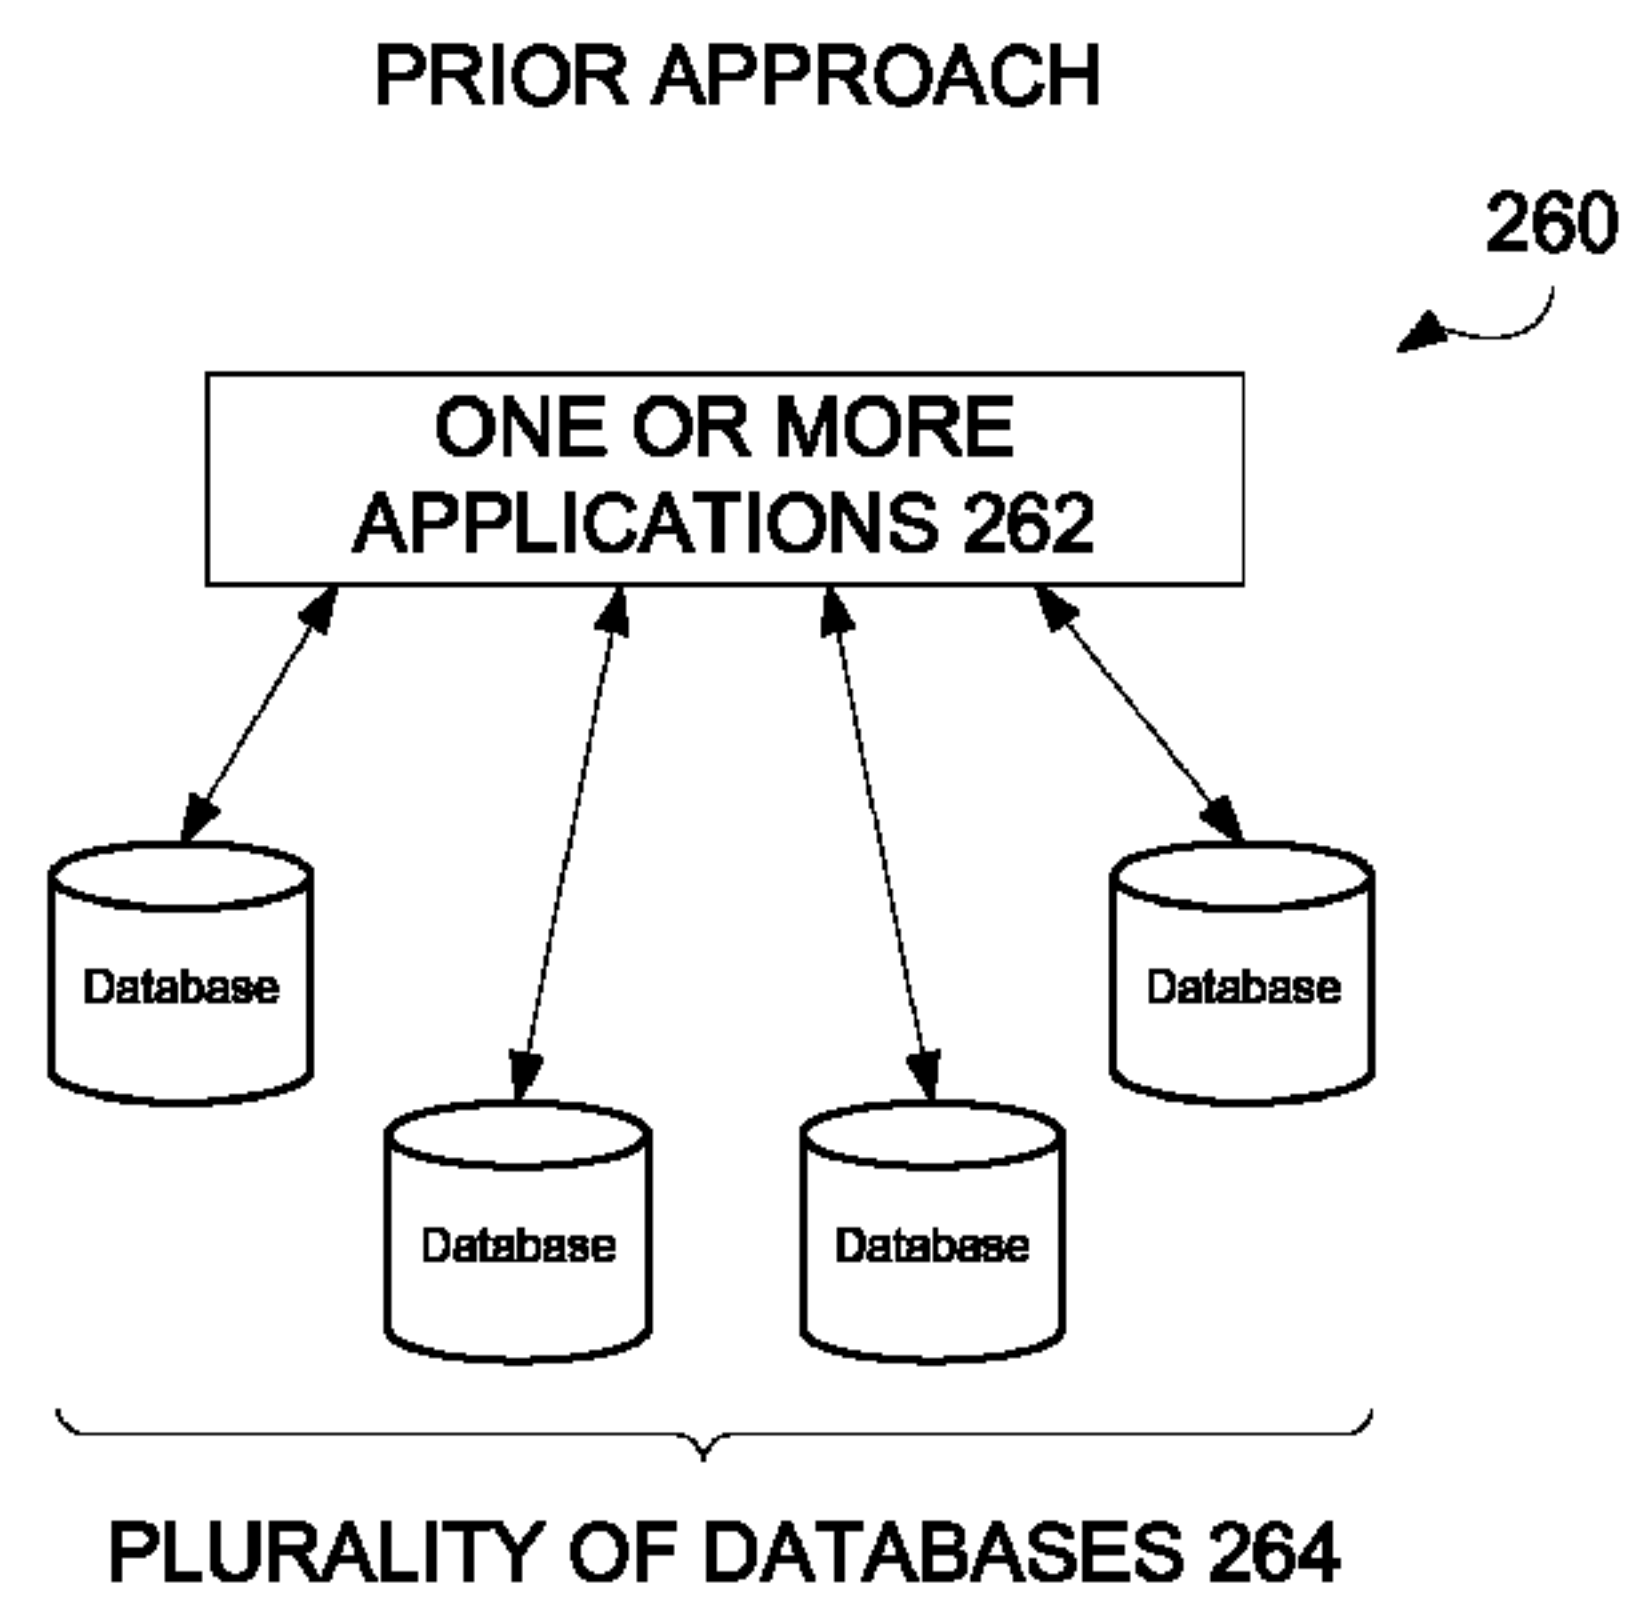 PRIOR APPROACH
260
ONE OR MORE
APPLICATIONS 262
Database
Database
Database
Database
PLURALITY OF DATABASES 264